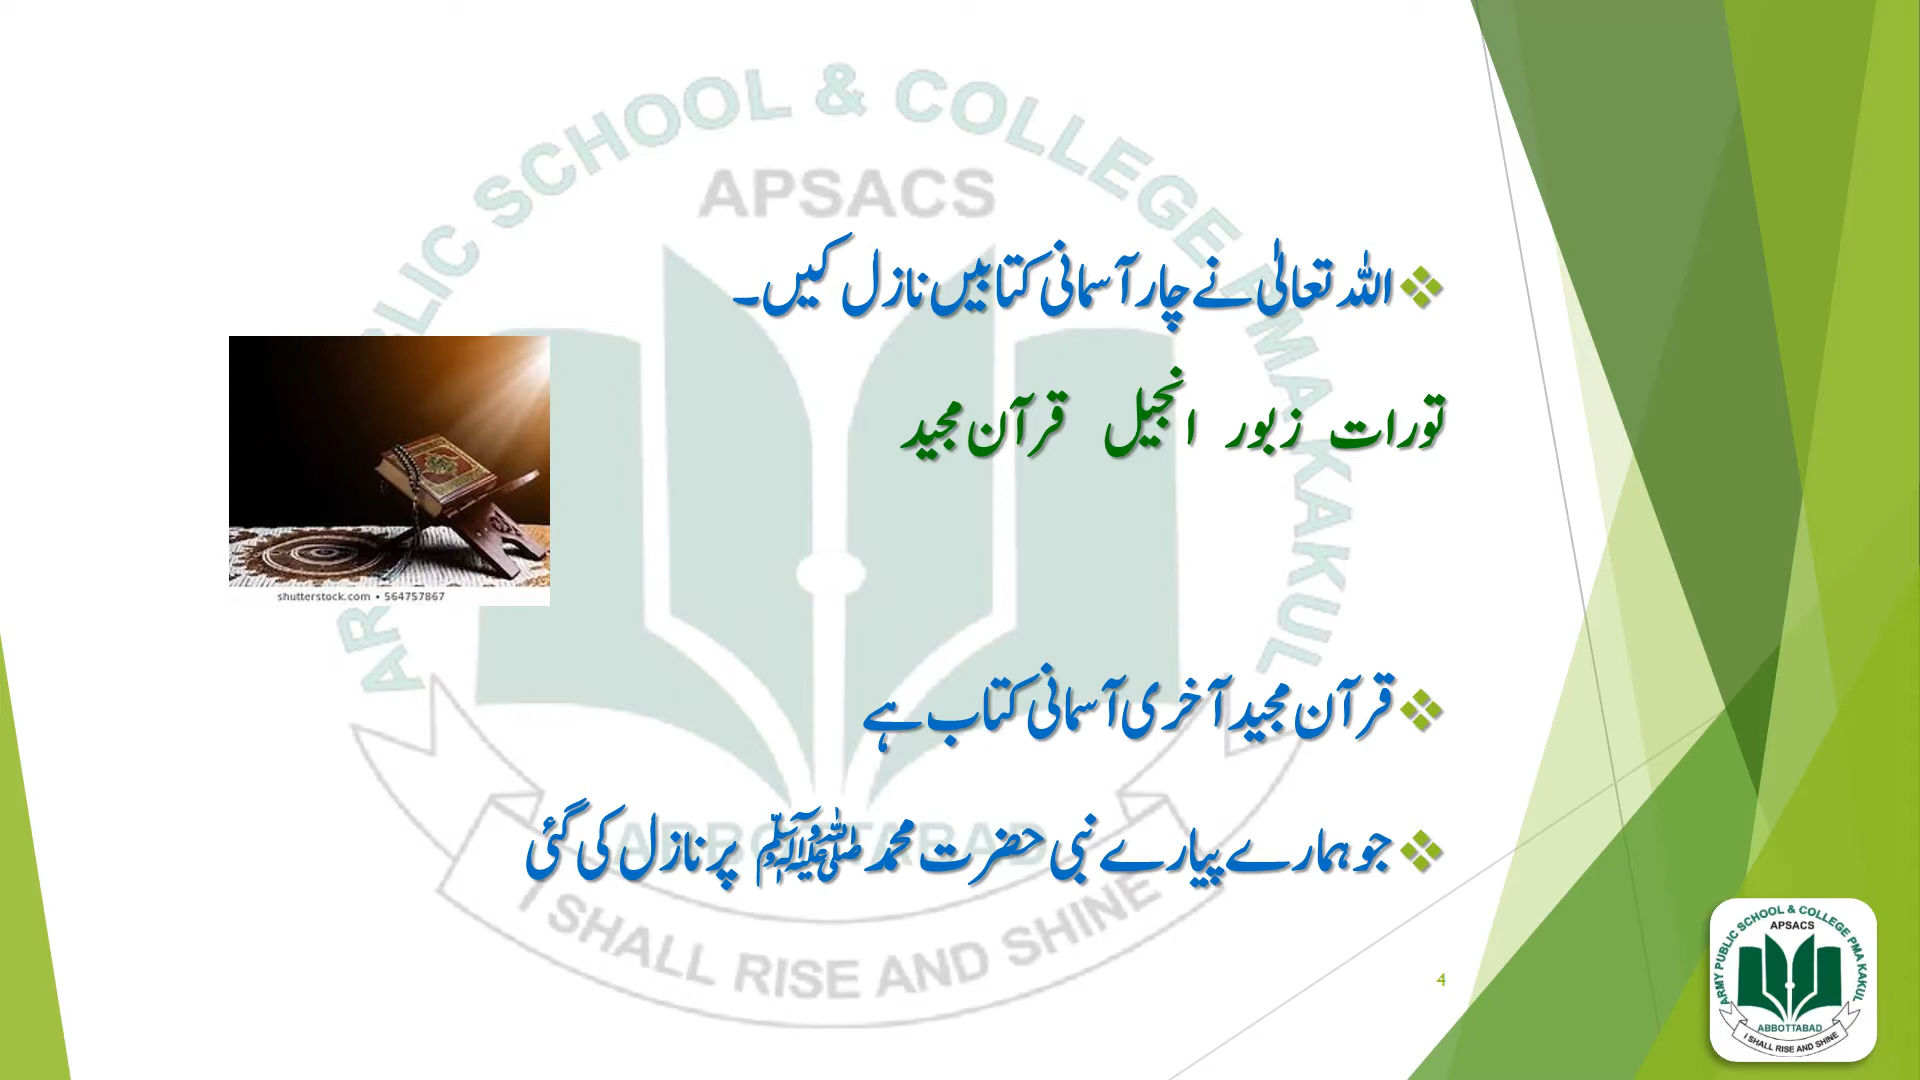 ARMY PUBLIC SCHOOL & COLLEGE PMA KAKUL
APSACS
اللہ تعالٰی نے چار آسمانی کتابیں نازل کیں۔
تورات زبور انجیل قرآن مجید
shutterstock.com • 564757867
قرآن مجید آخری آسمانی کتاب ہے
جو ہمارے پیارے نبی حضرت محمد ﷺ پر نازل کی گئی
ABBOTTABAD
I SHALL RISE AND SHINE
4
ARMY PUBLIC SCHOOL & COLLEGE PMA KAKUL
APSACS
ABBOTTABAD
I SHALL RISE AND SHINE